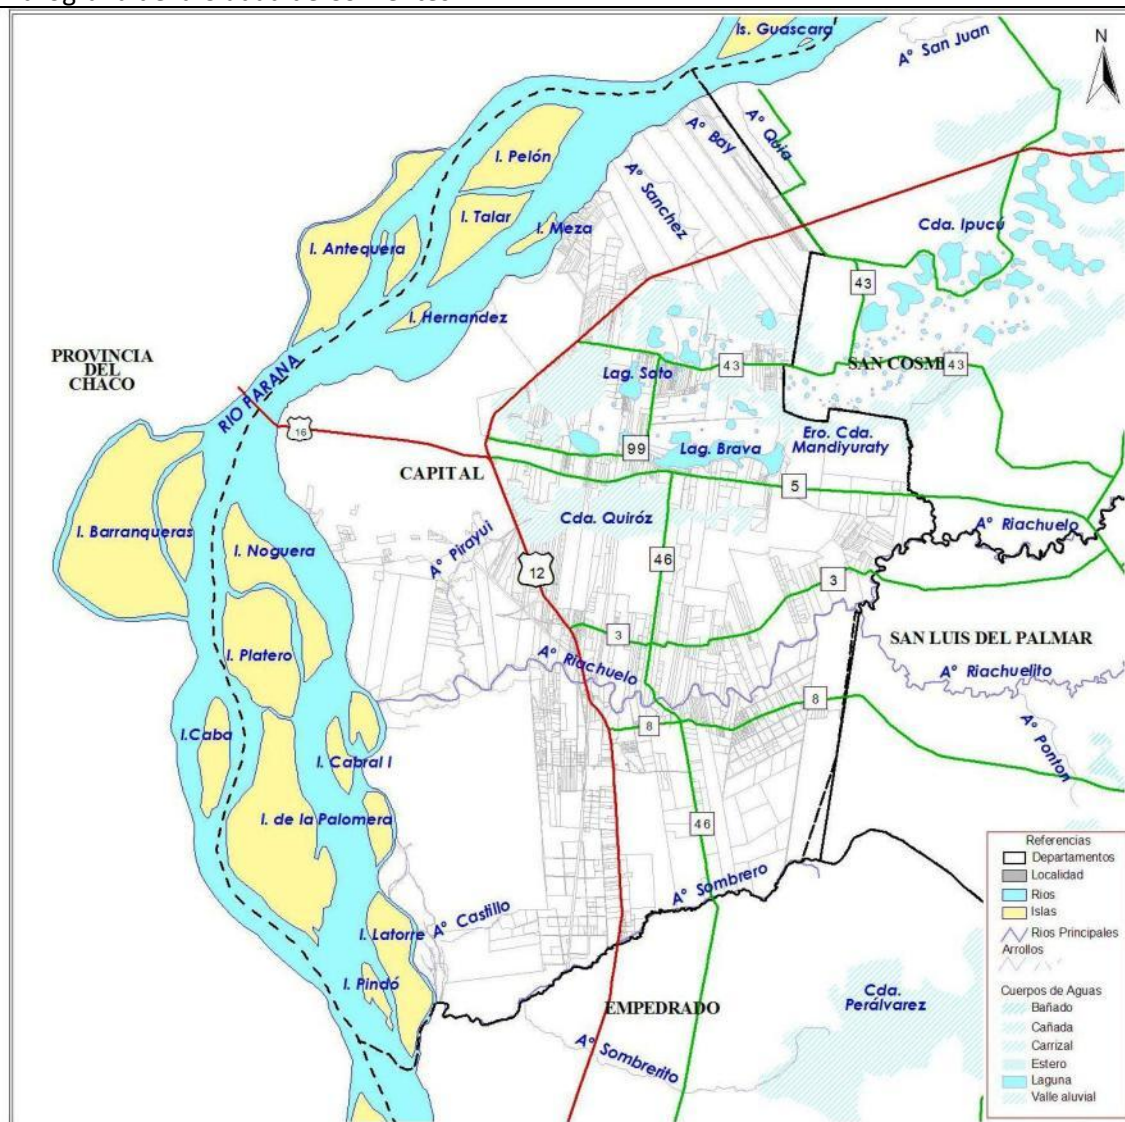 Is. Guascara
A° San Juan
N
A° Bay
A° Quia
I. Pelón
A° Sanchez
I. Talar
I. Meza
Cda. Ipucú
I. Antequera
43
I. Hernandez
PROVINCIA
DEL
CHACO
RIO PARANA
Lag. Soto
43
SAN COSM
43
16
Ero. Cda.
Mandiyuraty
99
Lag. Brava
CAPITAL
5
Cda. Quiróz
I. Barranqueras
I. Noguera
A° Pirayui
A° Riachuelo
46
12
3
3
SAN LUIS DEL PALMAR
I. Platero
A° Riachuelo
A° Riachuelito
8
8
A° Ponton
I.Caba
I. Cabral I
I. de la Palomera
46
A° Sombrero
A° Castillo
I. Latorre
I. Pindó
Cda.
Perálvarez
EMPEDRADO
A° Sombrerito
Referencias
Departamentos
Localidad
Rios
Islas
Rios Principales
Arrollos
Cuerpos de Aguas
Bañado
Cañada
Carrizal
Estero
Laguna
Valle aluvial